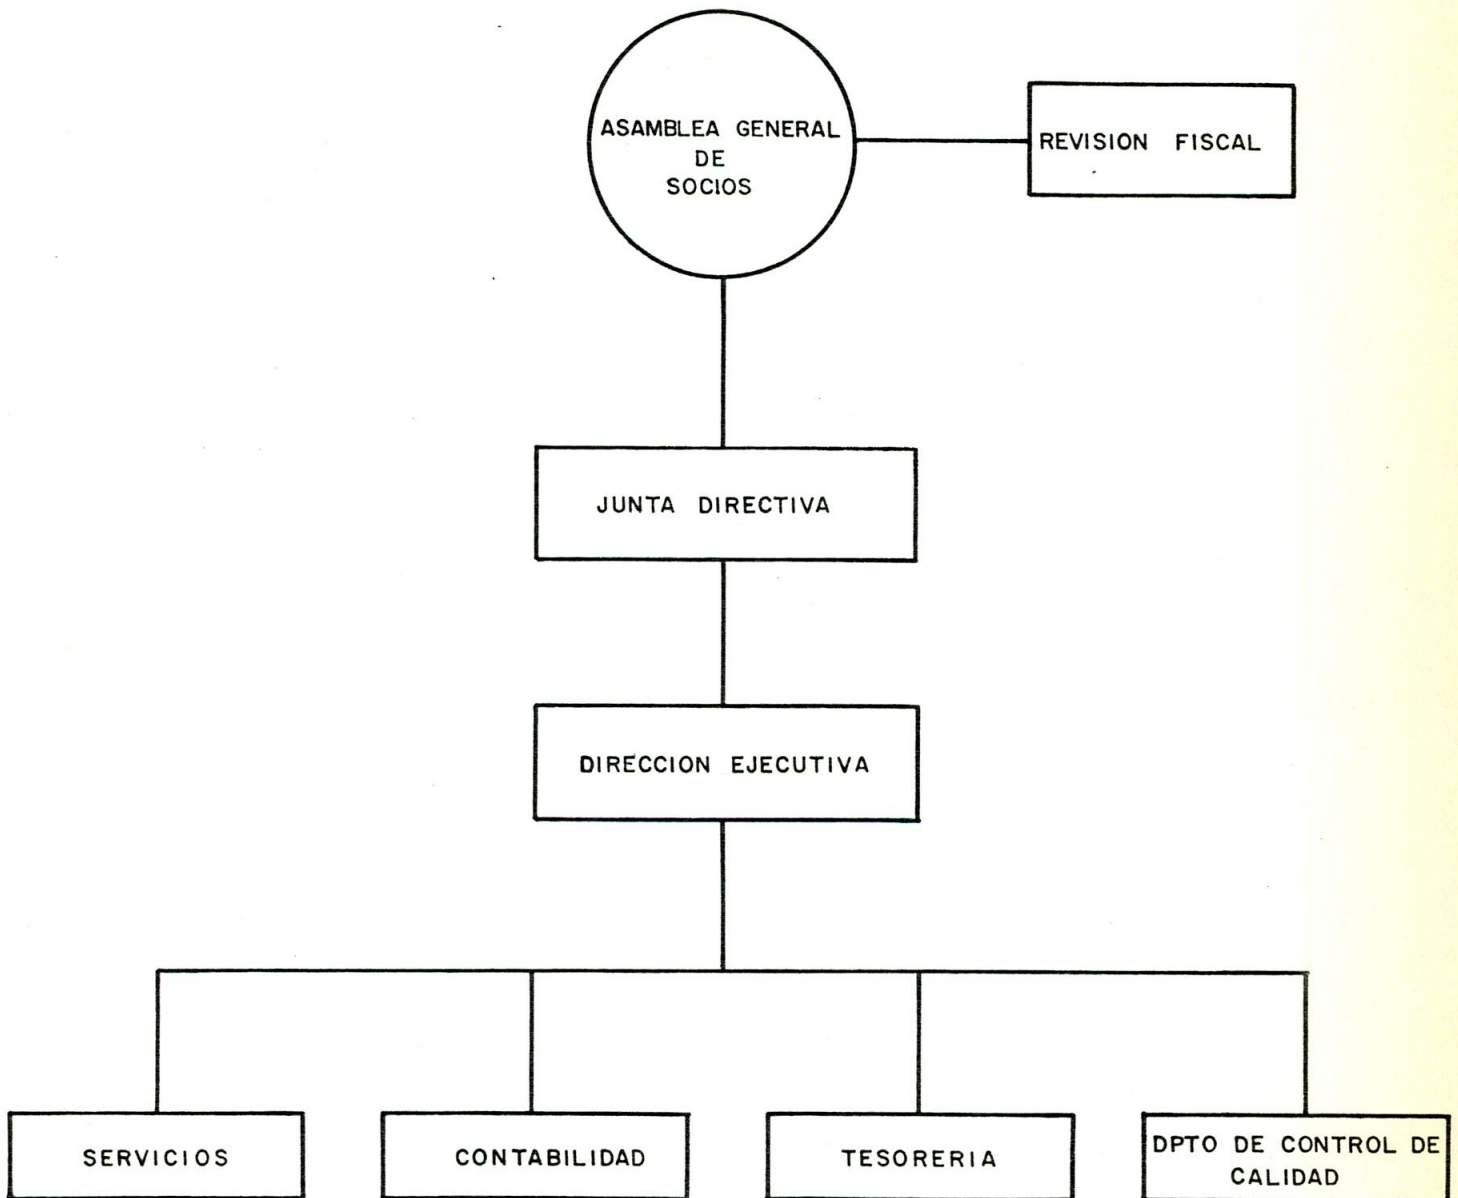 ASAMBLEA GENERAL
DE
SOCIOS
REVISION FISCAL
JUNTA DIRECTIVA
DIRECCION EJECUTIVA
SERVICIOS
CONTABILIDAD
TESORERIA
DPTO DE CONTROL DE
CALIDAD